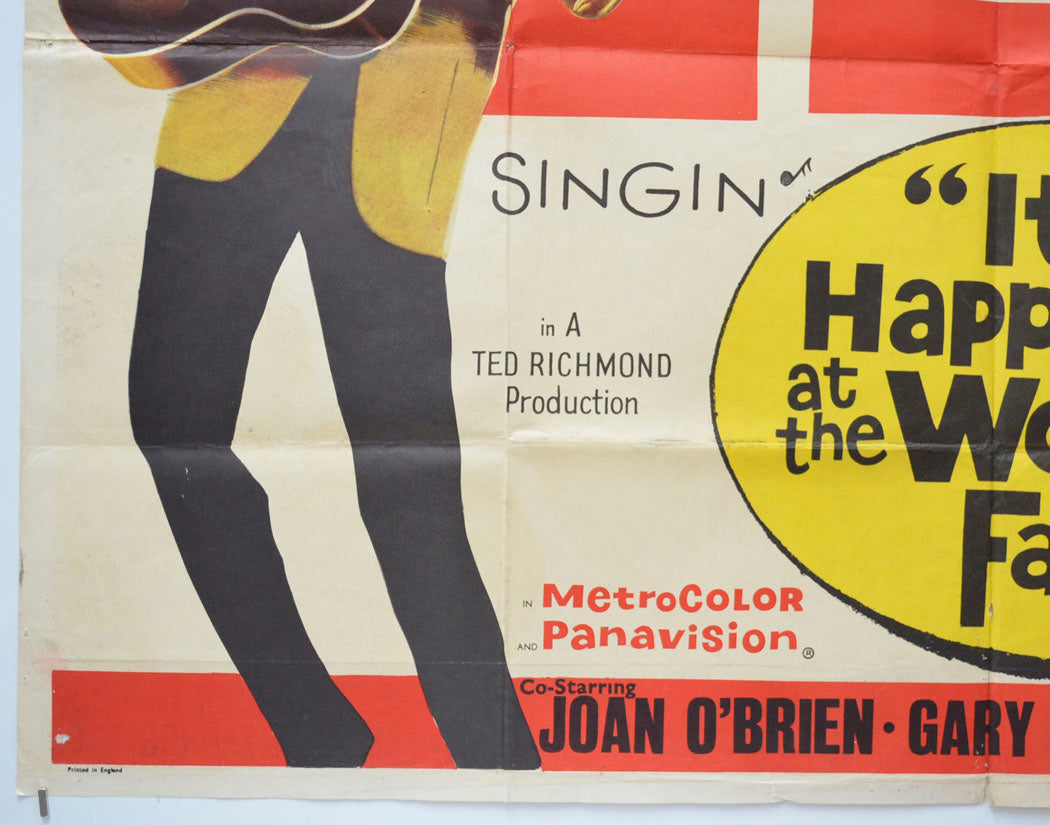 SINGIN
in A
TED RICHMOND
Production
“It
Happ
at
the Wo
Fa
IN MetroCOLOR
AND Panavision ®
Co-Starring
JOAN O'BRIEN · GARY
Printed in England